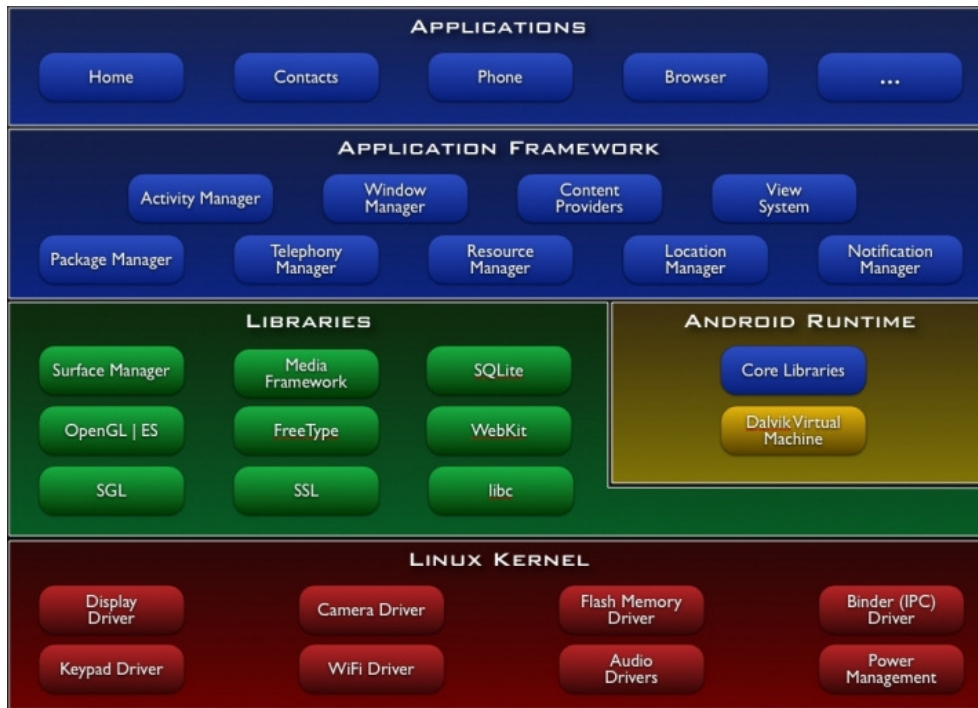 APPLICATIONS
Home
Contacts
Phone
Browser
...
APPLICATION FRAMEWORK
Activity Manager
Window
Manager
Content
Providers
View
System
Package Manager
Telephony
Manager
Resource
Manager
Location
Manager
Notification
Manager
LIBRARIES
Surface Manager
Media
Framework
SQLite
OpenGL | ES
FreeType
WebKit
SGL
SSL
libc
ANDROID RUNTIME
Core Libraries
Dalvik Virtual
Machine
LINUX KERNEL
Display
Driver
Camera Driver
Flash Memory
Driver
Binder (IPC)
Driver
Keypad Driver
WiFi Driver
Audio
Drivers
Power
Management